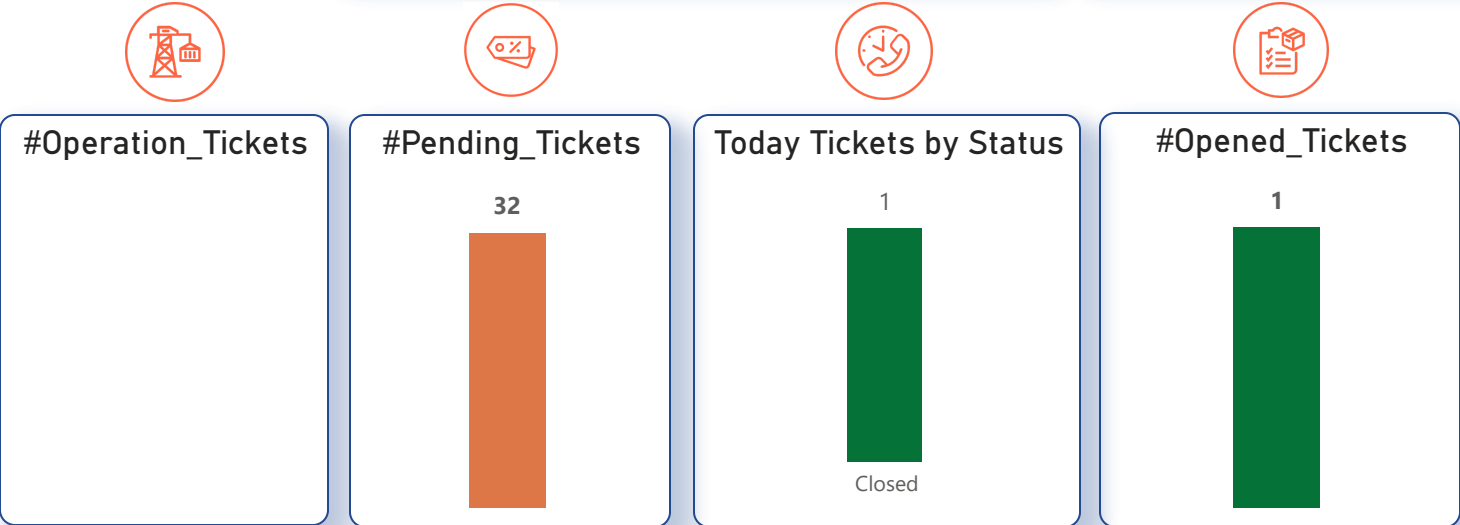 #Operation_Tickets
#Pending_Tickets
32
Today Tickets by Status
1
Closed
#Opened_Tickets
1